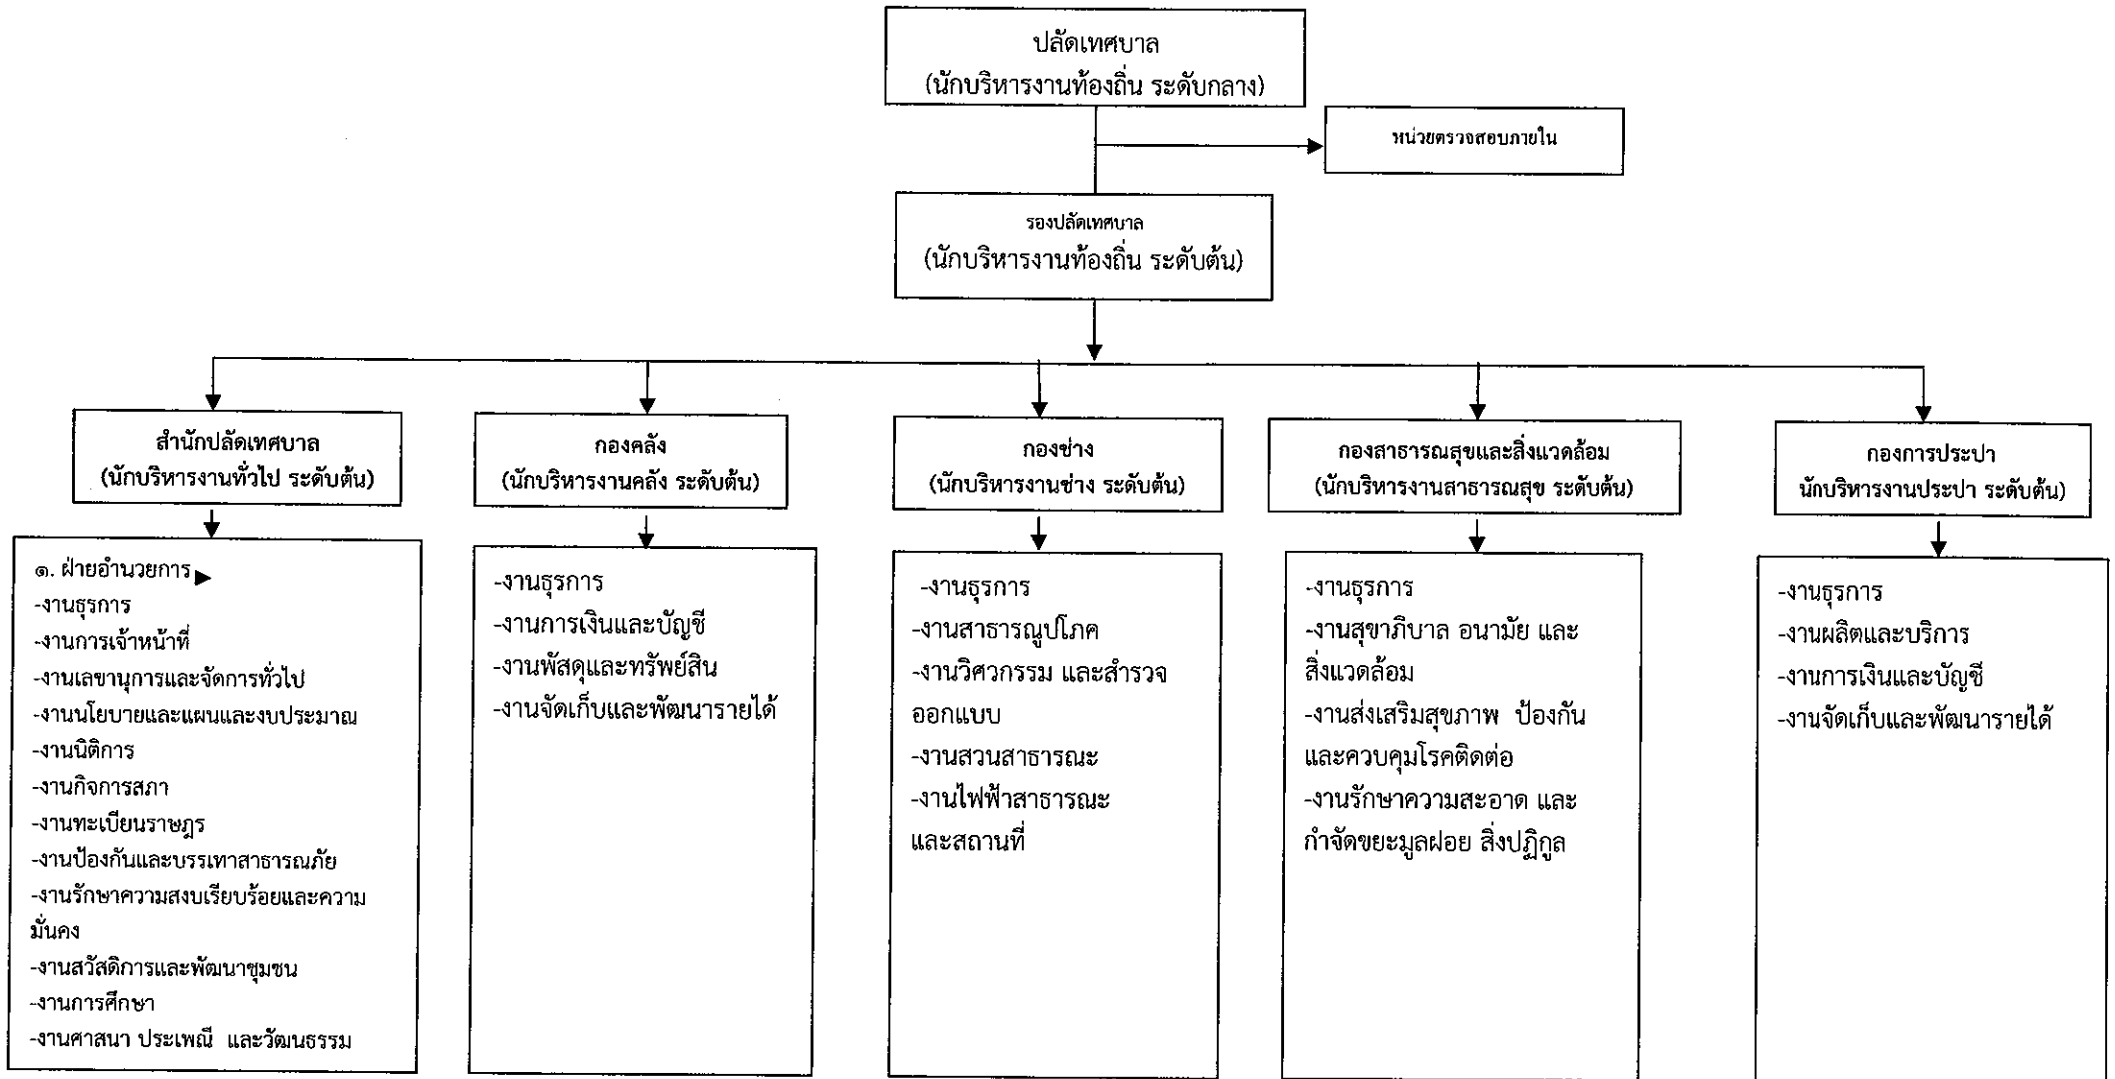 ปลัดเทศบาล
(นักบริหารงานท้องถิ่น ระดับกลาง)
หน่วยตรวจสอบภายใน
รองปลัดเทศบาล
(นักบริหารงานท้องถิ่น ระดับต้น)
สำนักปลัดเทศบาล
(นักบริหารงานทั่วไป ระดับต้น)
กองคลัง
(นักบริหารงานคลัง ระดับต้น)
กองช่าง
(นักบริหารงานช่าง ระดับต้น)
กองสาธารณสุขและสิ่งแวดล้อม
(นักบริหารงานสาธารณสุข ระดับต้น)
กองการประปา
นักบริหารงานประปา ระดับต้น)
๑. ฝ่ายอำนวยการ
-งานธุรการ
-งานการเจ้าหน้าที่
-งานเลขานุการและจัดการทั่วไป
-งานนโยบายและแผนและงบประมาณ
-งานนิติการ
-งานกิจการสภา
-งานทะเบียนราษฎร
-งานป้องกันและบรรเทาสาธารณภัย
-งานรักษาความสงบเรียบร้อยและความ
มั่นคง
-งานสวัสดิการและพัฒนาชุมชน
-งานการศึกษา
-งานศาสนา ประเพณี และวัฒนธรรม
-งานธุรการ
-งานการเงินและบัญชี
-งานพัสดุและทรัพย์สิน
-งานจัดเก็บและพัฒนารายได้
-งานธุรการ
-งานสาธารณูปโภค
-งานวิศวกรรม และสำรวจ
ออกแบบ
-งานสวนสาธารณะ
-งานไฟฟ้าสาธารณะ
และสถานที่
-งานธุรการ
-งานสุขาภิบาล อนามัย และ
สิ่งแวดล้อม
-งานส่งเสริมสุขภาพ ป้องกัน
และควบคุมโรคติดต่อ
-งานรักษาความสะอาด และ
กำจัดขยะมูลฝอย สิ่งปฏิกูล
-งานธุรการ
-งานผลิตและบริการ
-งานการเงินและบัญชี
-งานจัดเก็บและพัฒนารายได้